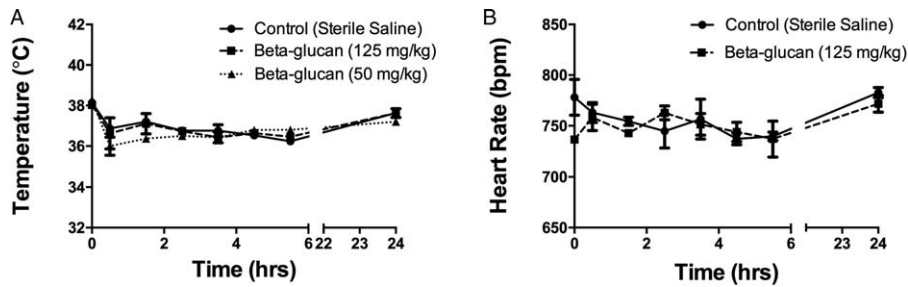 A
Temperature (°C)
42
40
38
36
34
32
Control (Sterile Saline)
Beta-glucan (125 mg/kg)
Beta-glucan (50 mg/kg)
0 2 4 6 22 23 24
Time (hrs)
B
Heart Rate (bpm)
850
800
750
700
650
Control (Sterile Saline)
Beta-glucan (125 mg/kg)
0 2 4 6 23 24
Time (hrs)